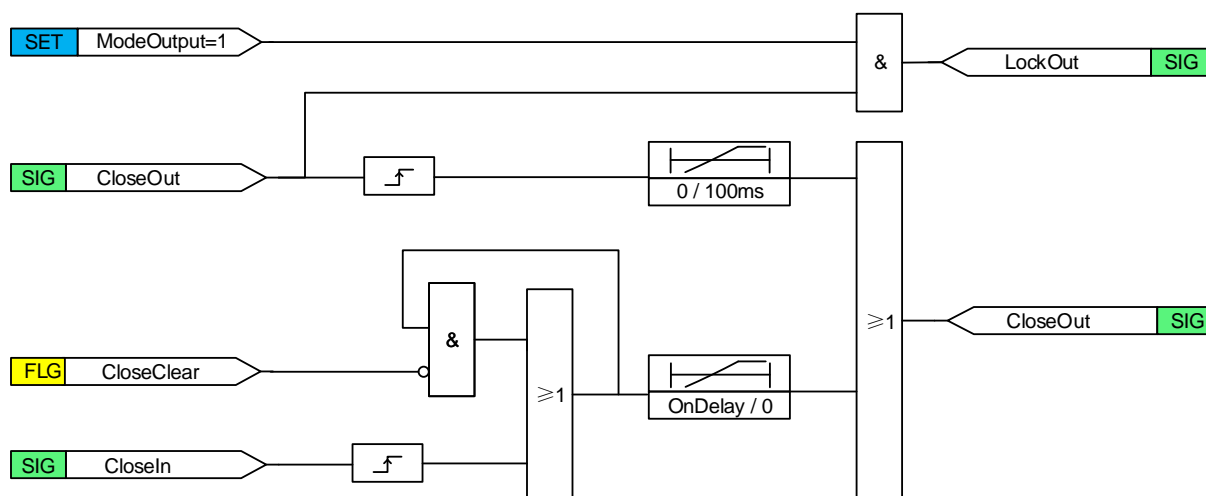 SET ModeOutput=1
&
LockOut SIG
SIG CloseOut
0 / 100ms
&
≥1
CloseOut SIG
FLG CloseClear
≥1
OnDelay / 0
SIG CloseIn